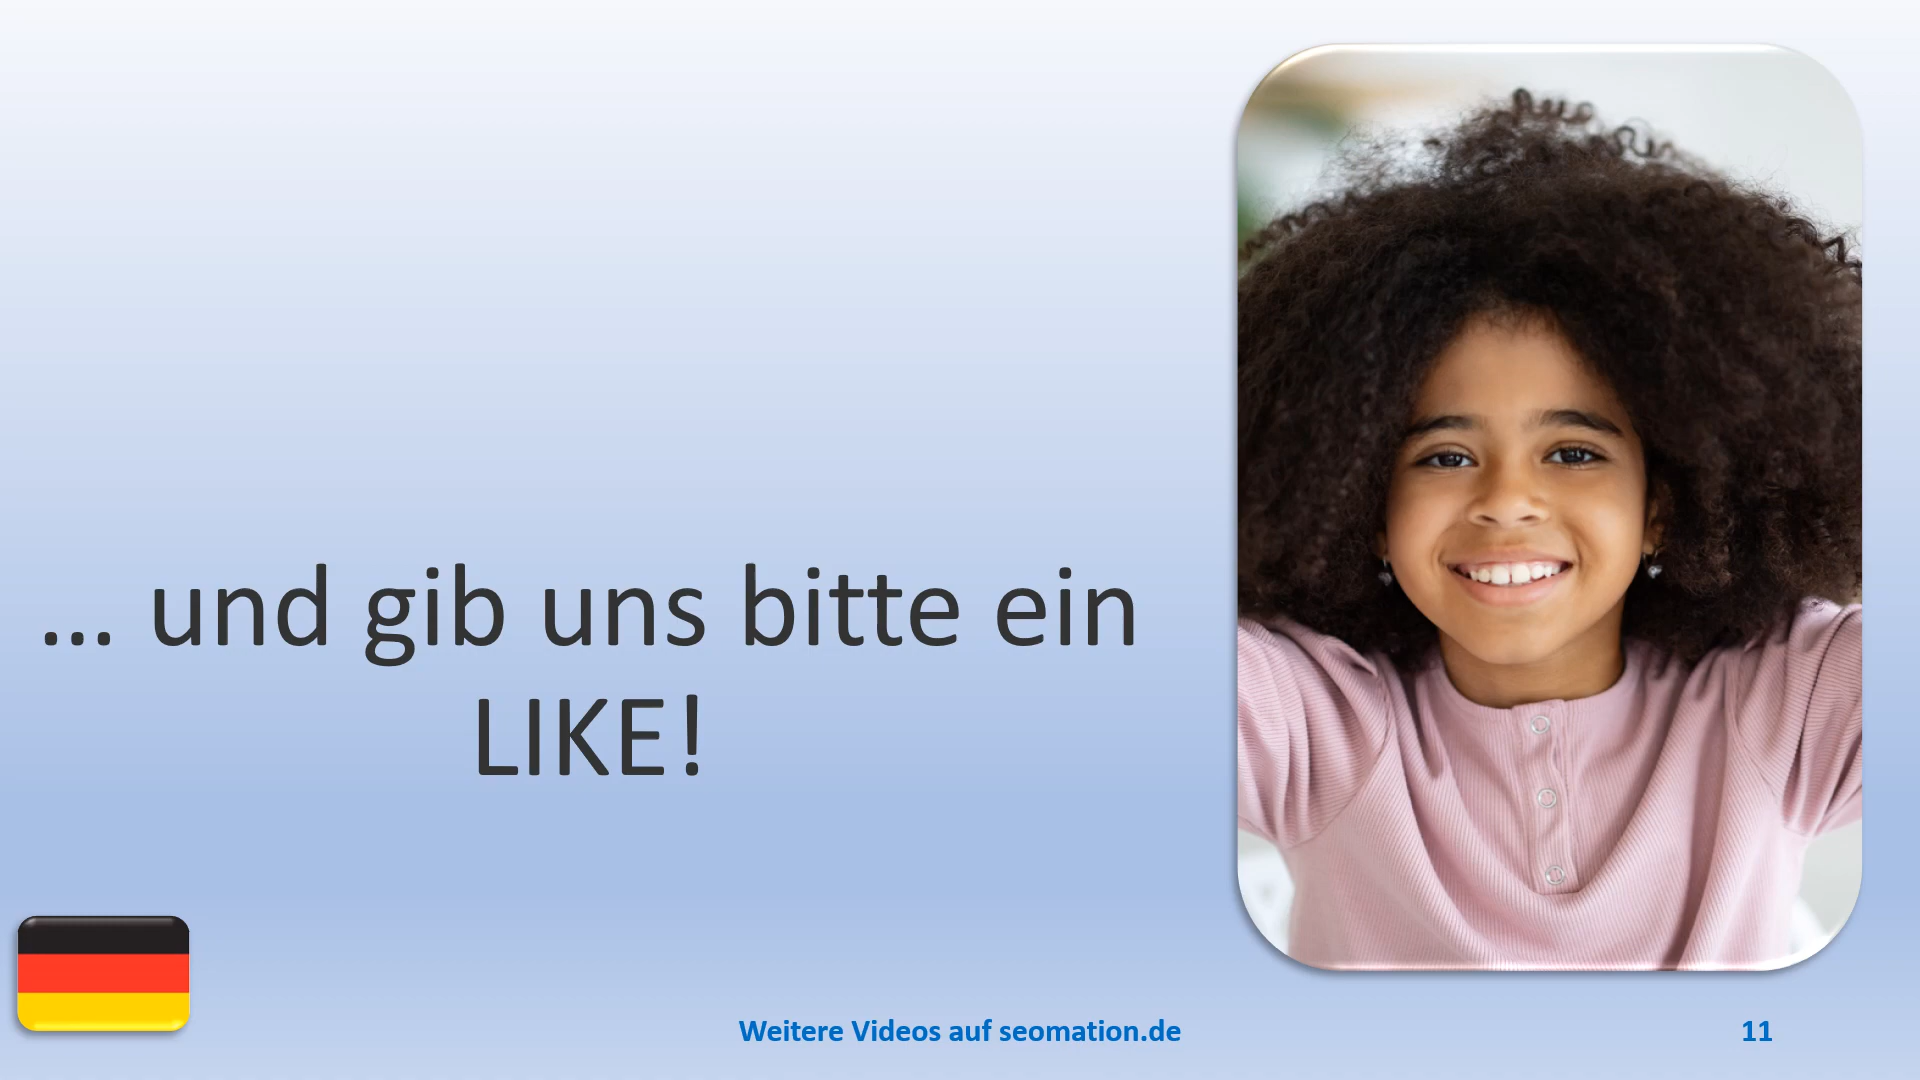 ... und gib uns bitte ein
LIKE!
Weitere Videos auf seomation.de
11